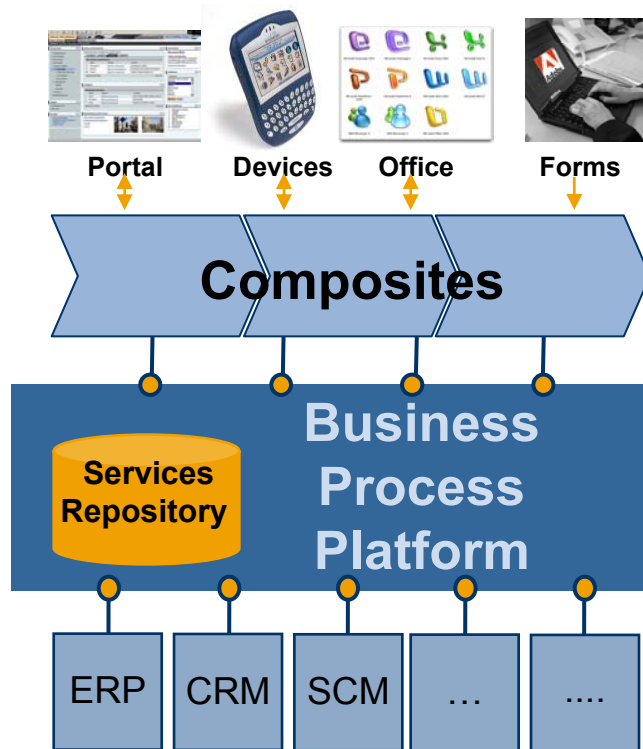 Portal Devices Office Forms
Composites
Business
Process
Platform
Services
Repository
ERP CRM SCM ... ....